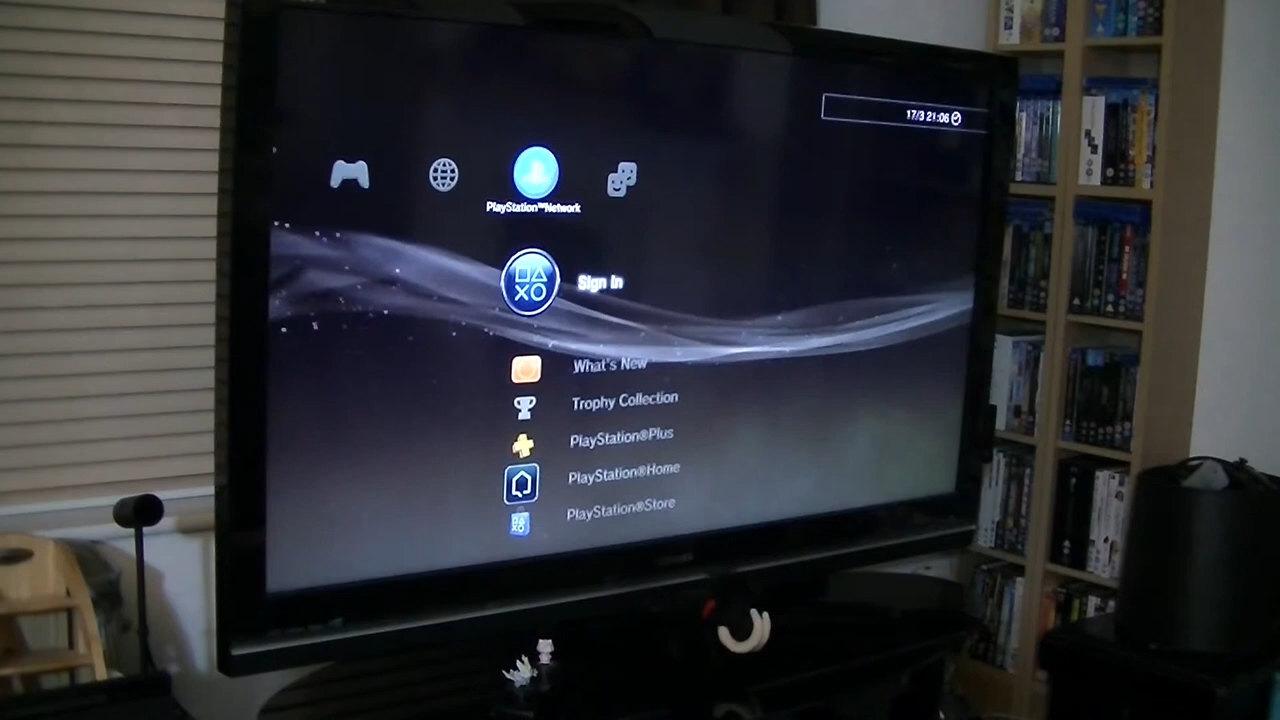 17/3 21:06
PlayStation™Network
Sign In
What's New
Trophy Collection
PlayStation®Plus
PlayStation®Home
PlayStation®Store